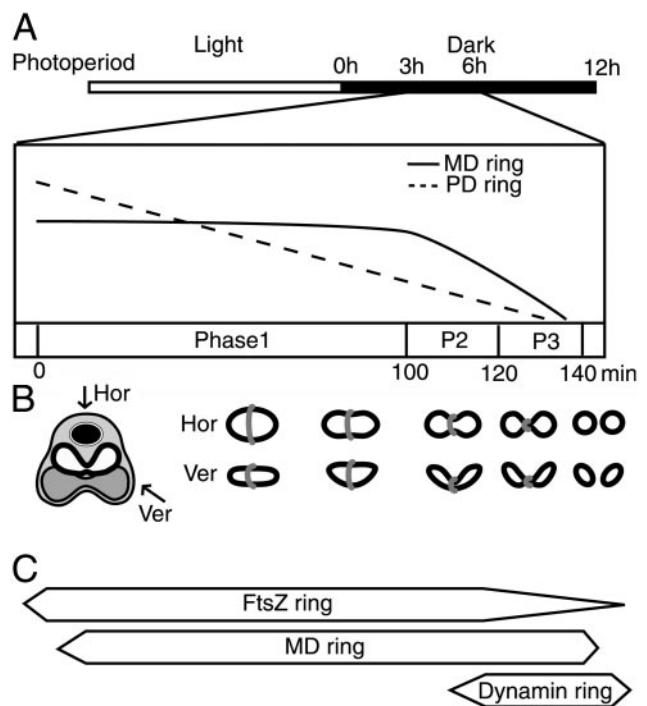 A
Light
Dark
Photoperiod
0h
3h
6h
12h
MD ring
PD ring
Phase1
P2
P3
0
100
120
140 min
B
Hor
Hor
Ver
Ver
C
FtsZ ring
MD ring
Dynamin ring